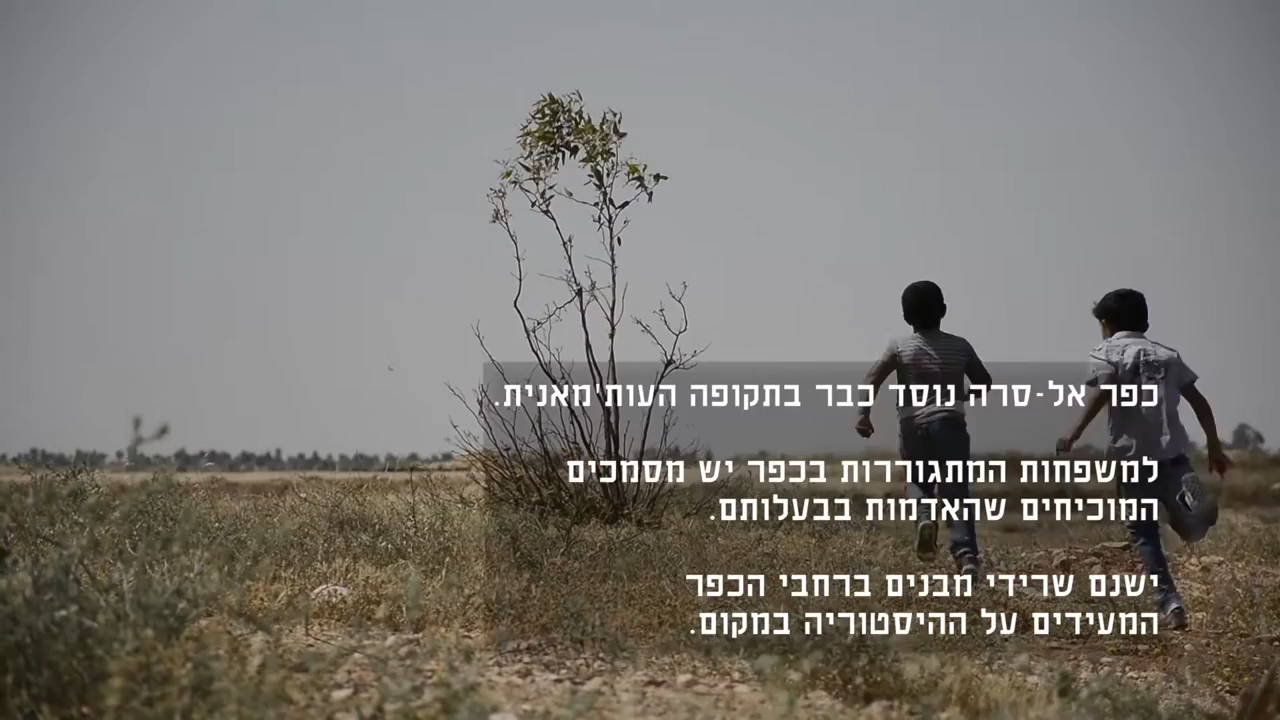 כפר אל-סרה נוסד כבר בתקופה העות'מאנית.
למשפחות המתגוררות בכפר יש מסמכים
המוכיחים שהאדמות בבעלותם.
ישנם שרידי מבנים ברחבי הכפר
המעידים על ההיסטוריה במקום.